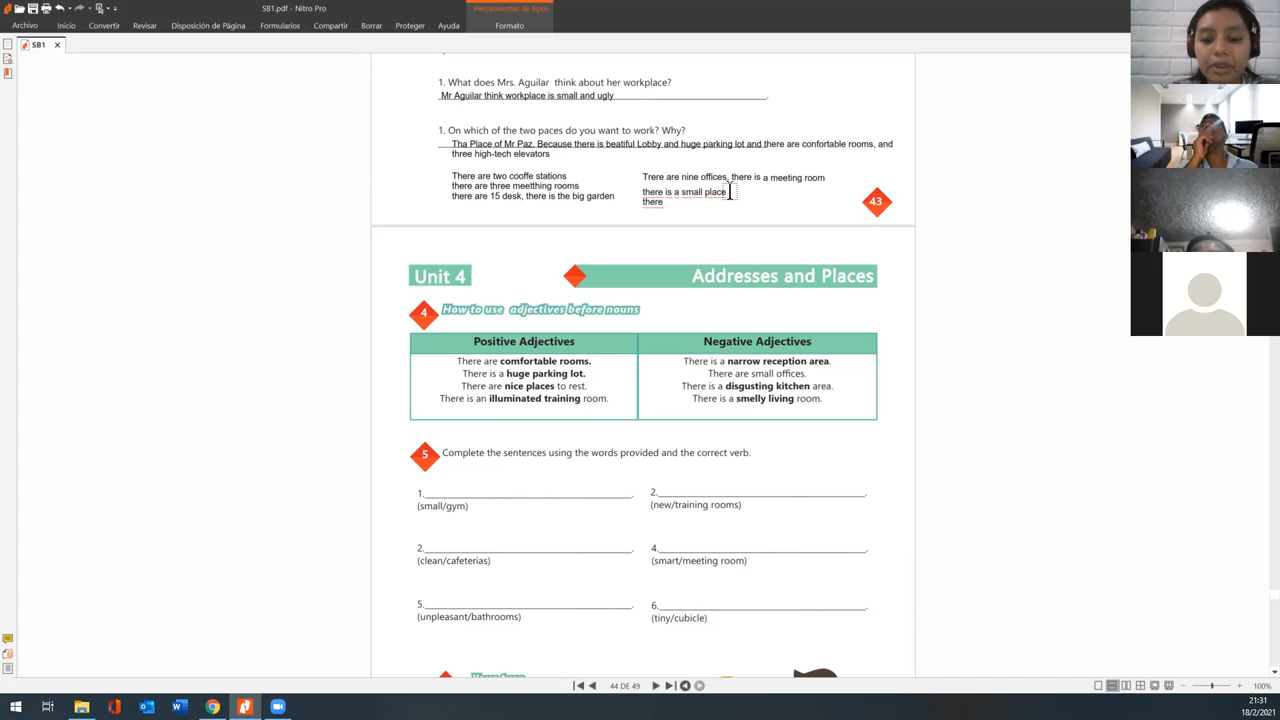 SB1.pdf - Nitro Pro
Herramientar de tipos
Archivo Inicio Convertir Revisar Disposición de Página Formularios Compartir Borrar Proteger Ayuda Formato
SB1 ×
1. What does Mrs. Aguilar think about her workplace?
Mr Aguilar think workplace is small and ugly
1. On which of the two paces do you want to work? Why?
Tha Place of Mr Paz, Because there is beatiful Lobby and huge parking lot and there are comfortable rooms, and
three high-tech elevators
There are two cooffe stations
there are three meetthing rooms
there are 15 desk, there is the big garden
Trere are nine offices, there is a meeting room
there is a small place
there
43
Unit 4
Addresses and Places
4 How to use adjectives before nouns
Positive Adjectives
There are comfortable rooms.
There is a huge parking lot.
There are nice places to rest.
There is an illuminated training room.
Negative Adjectives
There is a narrow reception area.
There are small offices.
There is a disgusting kitchen area.
There is a smelly living room.
5 Complete the sentences using the words provided and the correct verb.
1.______________.
(small/gym)
2.______________.
(new/training rooms)
2.______________.
(clean/cafeterias)
4.______________.
(smart/meeting room)
5.______________.
(unpleasant/bathrooms)
6.______________.
(tiny/cubicle)
44 DE 49
100%
21:31
18/2/2021